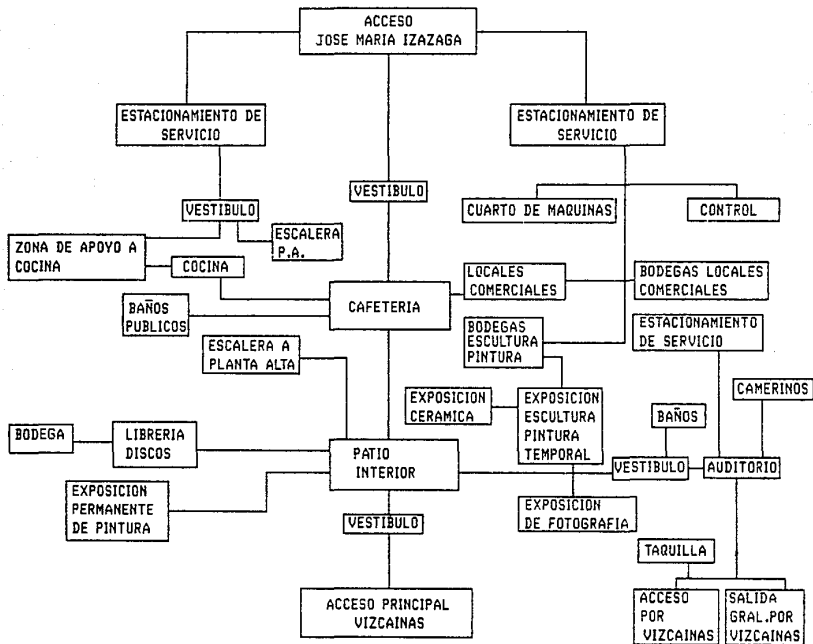 ACCESO
JOSE MARIA IZAZAGA
ESTACIONAMIENTO DE
SERVICIO
ESTACIONAMIENTO DE
SERVICIO
VESTIBULO
VESTIBULO
CUARTO DE MAQUINAS
CONTROL
ESCALERA
P.A.
ZONA DE APOYO A
COCINA
COCINA
LOCALES
COMERCIALES
BODEGAS LOCALES
COMERCIALES
CAFETERIA
BAÑOS
PUBLICOS
BODEGAS
ESCULTURA
PINTURA
ESTACIONAMIENTO
DE SERVICIO
ESCALERA A
PLANTA ALTA
EXPOSICION
CERAMICA
EXPOSICION
ESCULTURA
PINTURA
TEMPORAL
CAMERINOS
BAÑOS
BODEGA
LIBRERIA
DISCOS
PATIO
INTERIOR
VESTIBULO
AUDITORIO
EXPOSICION
PERMANENTE
DE PINTURA
EXPOSICION
DE FOTOGRAFIA
VESTIBULO
TAQUILLA
ACCESO PRINCIPAL
VIZCAINAS
ACCESO
POR
VIZCAINAS
SALIDA
GRAL.POR
VIZCAINAS